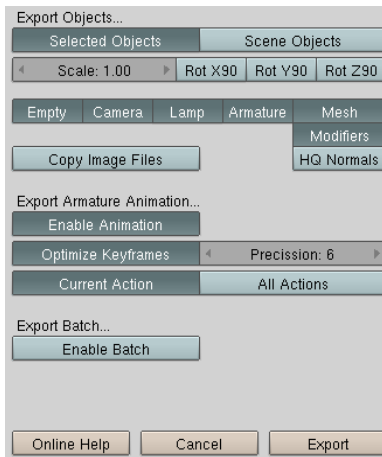 Export Objects...
Selected Objects Scene Objects
Scale: 1.00 Rot X90 Rot Y90 Rot Z90
Empty Camera Lamp Armature Mesh
Modifiers
Copy Image Files HQ Normals
Export Armature Animation...
Enable Animation
Optimize Keyframes Precission: 6
Current Action All Actions
Export Batch...
Enable Batch
Online Help Cancel Export